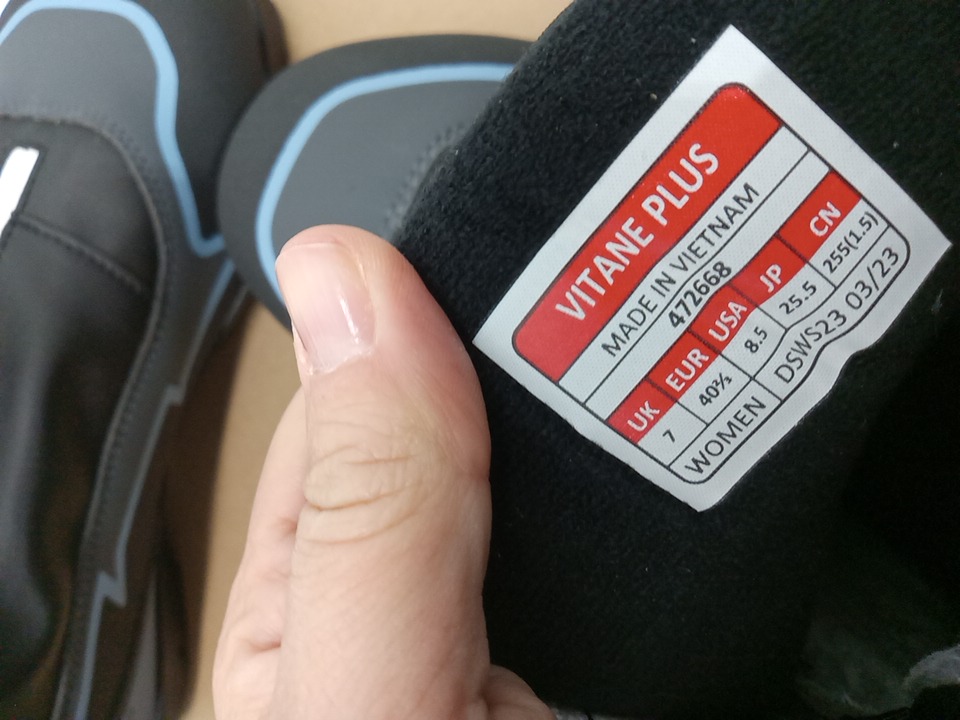 VITANE PLUS
MADE IN VIETNAM
472668
UK EUR USA JP CN
7 40⅔ 8.5 25.5 255(1.5)
WOMEN DSWS23 03/23